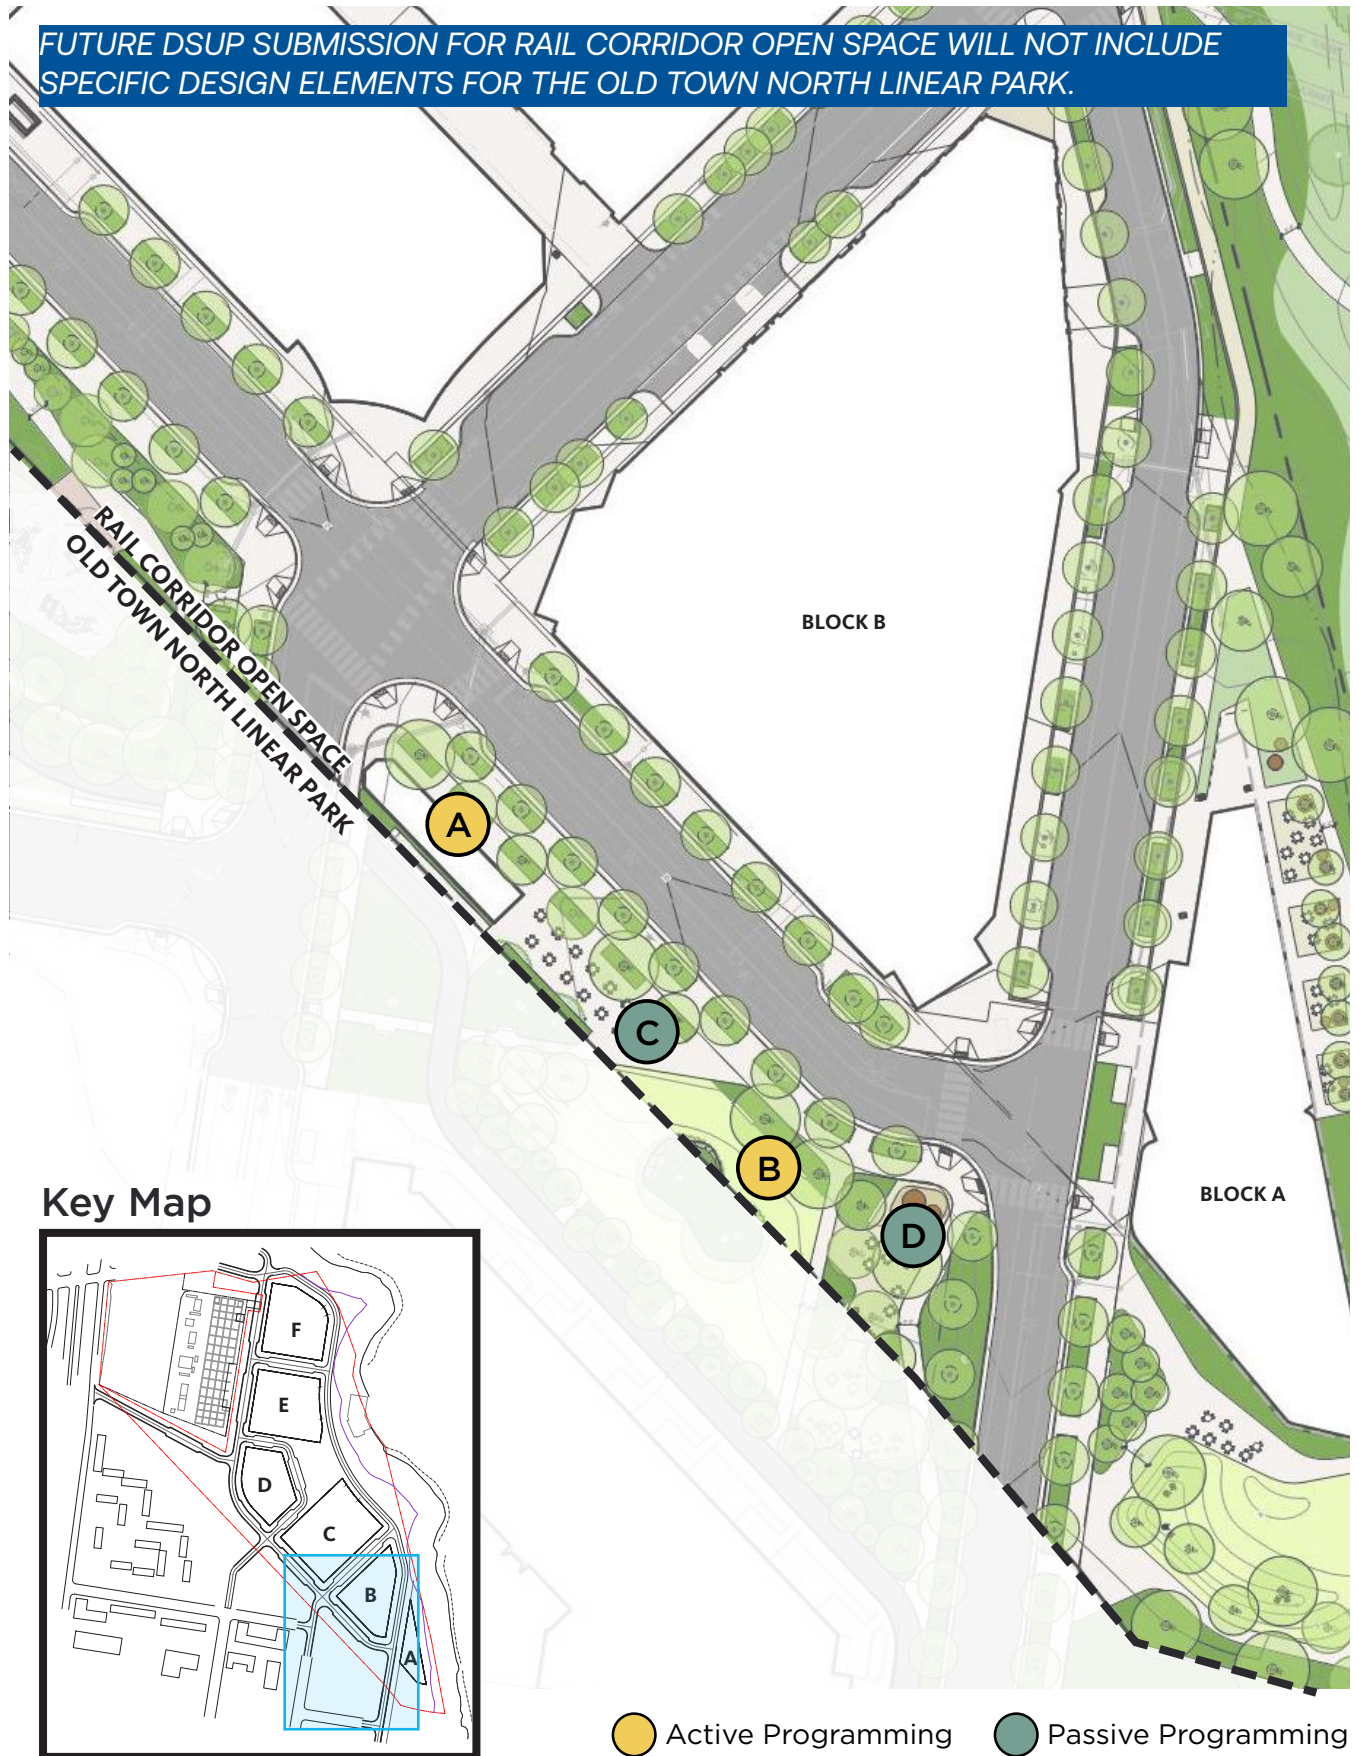 FUTURE DSUP SUBMISSION FOR RAIL CORRIDOR OPEN SPACE WILL NOT INCLUDE
SPECIFIC DESIGN ELEMENTS FOR THE OLD TOWN NORTH LINEAR PARK.
RAIL CORRIDOR OPEN SPACE
OLD TOWN NORTH LINEAR PARK
BLOCK B
A
C
B
D
BLOCK A
Key Map
F
E
D
C
B
A
Active Programming
Passive Programming